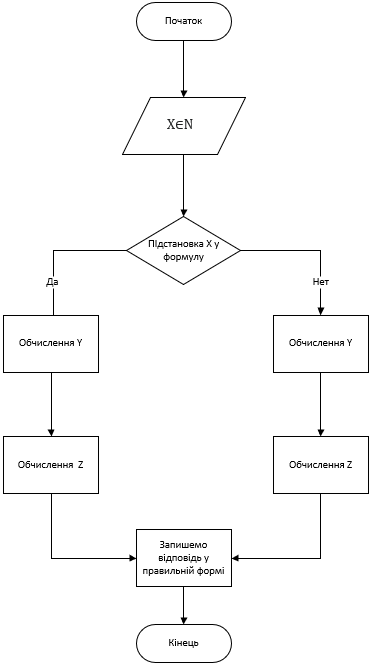 Початок
X∈N
Підстановка X у
формулу
Да
Нет
Обчислення Y
Обчислення Y
Обчислення Z
Обчислення Z
Запишемо
відповідь у
правильній формі
Кінець